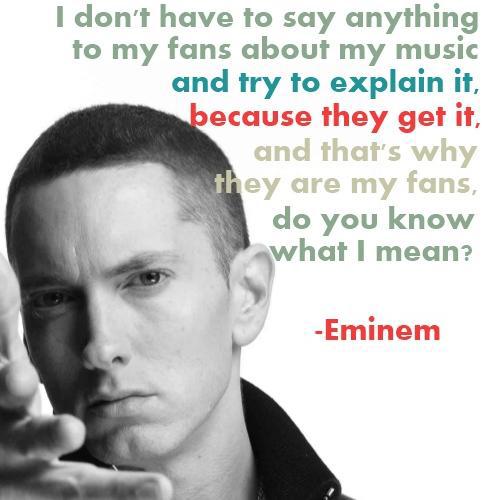 I don't have to say anything
to my fans about my music
and try to explain it,
because they get it,
and that's why
they are my fans,
do you know
what I mean?
-Eminem